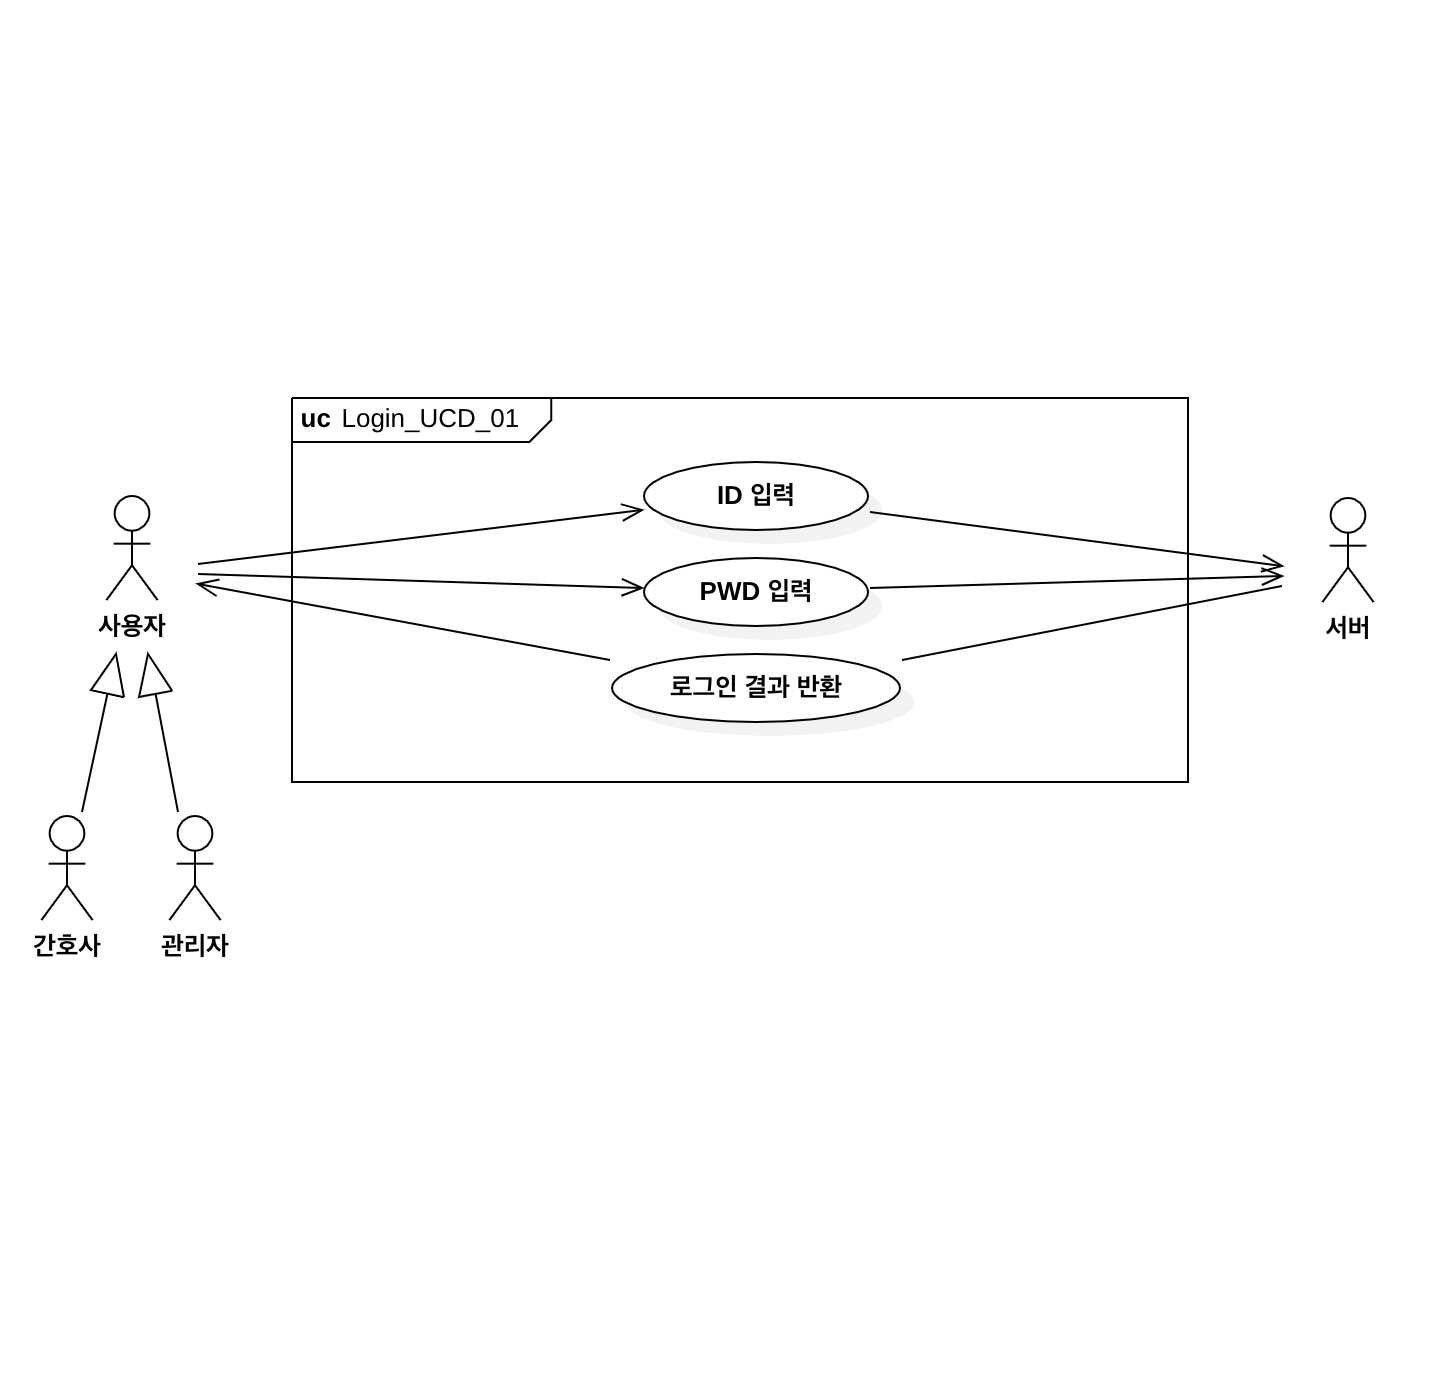 uc Login_UCD_01
ID 입력
PWD 입력
사용자
서버
로그인 결과 반환
간호사
관리자